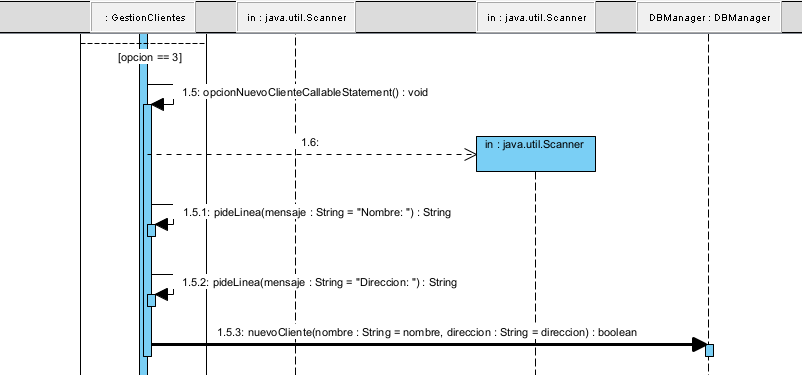 : GestionClientes
in : java.util.Scanner
in : java.util.Scanner
DBManager : DBManager
[opcion == 3]
1.5: opcionNuevoClienteCallableStatement() : void
1.6:
in : java.util.Scanner
1.5.1: pideLinea(mensaje : String = "Nombre: ") : String
1.5.2: pideLinea(mensaje : String = "Direccion: ") : String
1.5.3: nuevoCliente(nombre : String = nombre, direccion : String = direccion) : boolean